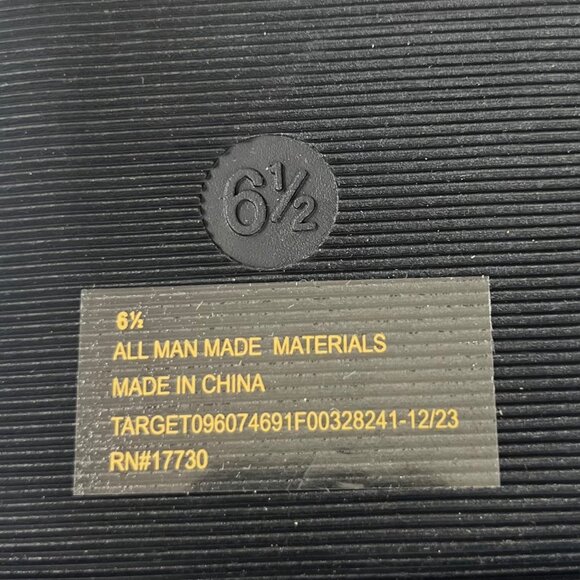 6½
6½
ALL MAN MADE MATERIALS
MADE IN CHINA
TARGET096074691F00328241-12/23
RN#17730